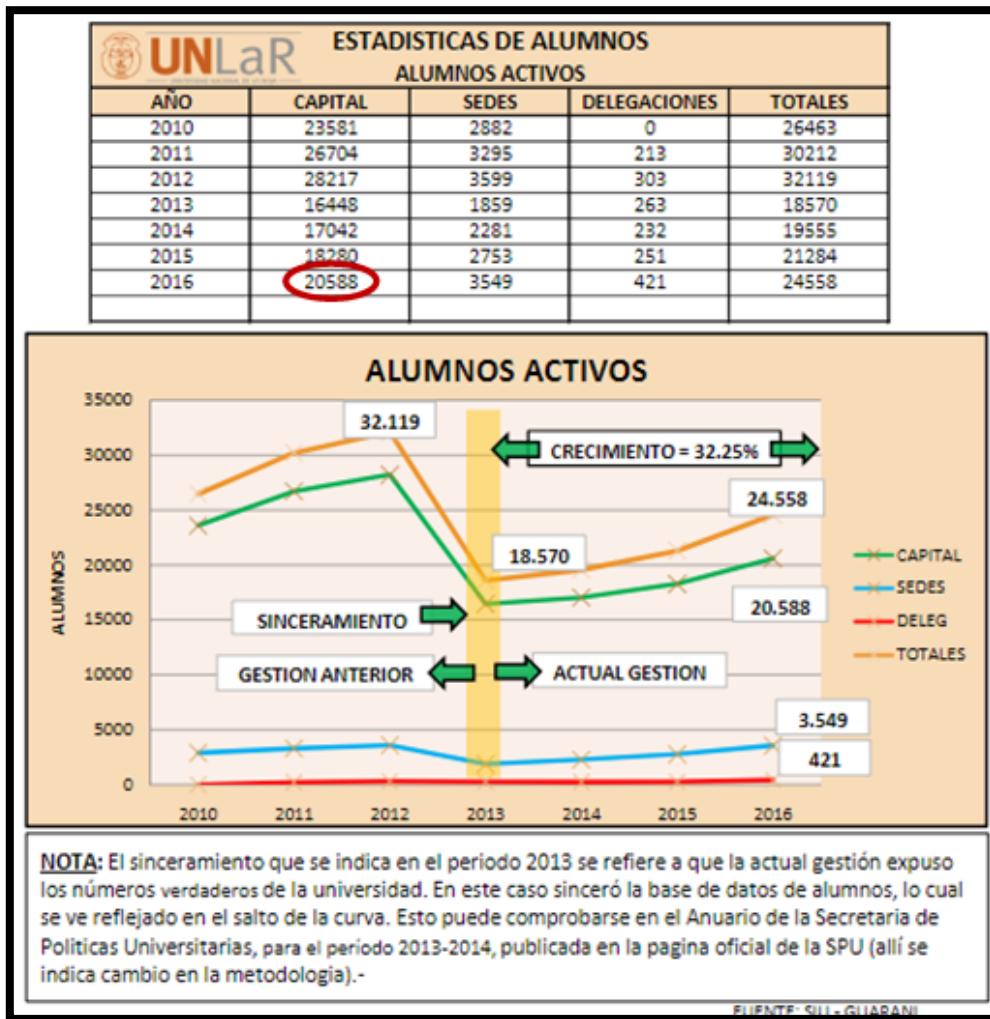 UNLaR
ESTADISTICAS DE ALUMNOS
ALUMNOS ACTIVOS
AÑO CAPITAL SEDES DELEGACIONES TOTALES
2010 23581 2882 0 26463
2011 26704 3295 213 30212
2012 28217 3599 303 32119
2013 16448 1859 263 18570
2014 17042 2281 232 19555
2015 18280 2753 251 21284
2016 20588 3549 421 24558
ALUMNOS ACTIVOS
35000
30000
25000
20000
15000
10000
5000
0
ALUMNOS
32.119
CRECIMIENTO = 32.25%
24.558
18.570
20.588
SINCERAMIENTO
GESTION ANTERIOR
ACTUAL GESTION
3.549
421
CAPITAL
SEDES
DELEG
TOTALES
2010 2011 2012 2013 2014 2015 2016
NOTA: El sinceramiento que se indica en el periodo 2013 se refiere a que la actual gestión expuso
los números verdaderos de la universidad. En este caso sinceró la base de datos de alumnos, lo cual
se ve reflejado en el salto de la curva. Esto puede comprobarse en el Anuario de la Secretaria de
Politicas Universitarias, para el periodo 2013-2014, publicada en la pagina oficial de la SPU (allí se
indica cambio en la metodologia).-
FUENTE: SIU - GUARANI